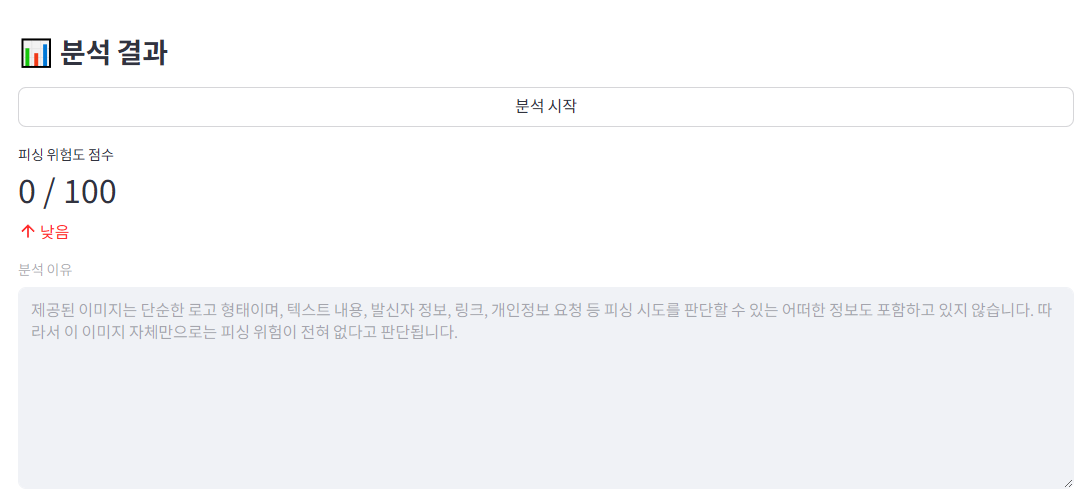 📊 분석 결과
분석 시작
피싱 위험도 점수
0 / 100
↑ 낮음
분석 이유
제공된 이미지는 단순한 로고 형태이며, 텍스트 내용, 발신자 정보, 링크, 개인정보 요청 등 피싱 시도를 판단할 수 있는 어떠한 정보도 포함하고 있지 않습니다. 따
라서 이 이미지 자체만으로는 피싱 위험이 전혀 없다고 판단됩니다.